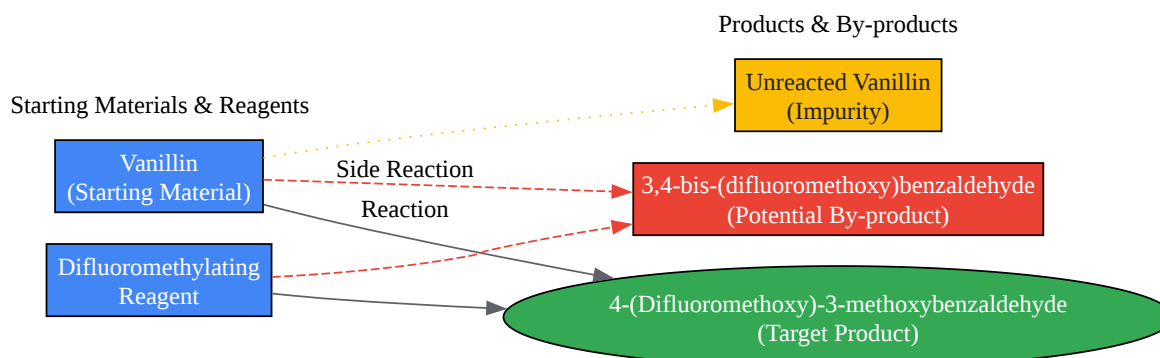 Products & By-products
Unreacted Vanillin
(Impurity)
Starting Materials & Reagents
Vanillin
(Starting Material)
Side Reaction
Reaction
3,4-bis-(difluoromethoxy)benzaldehyde
(Potential By-product)
Difluoromethylating
Reagent
4-(Difluoromethoxy)-3-methoxybenzaldehyde
(Target Product)